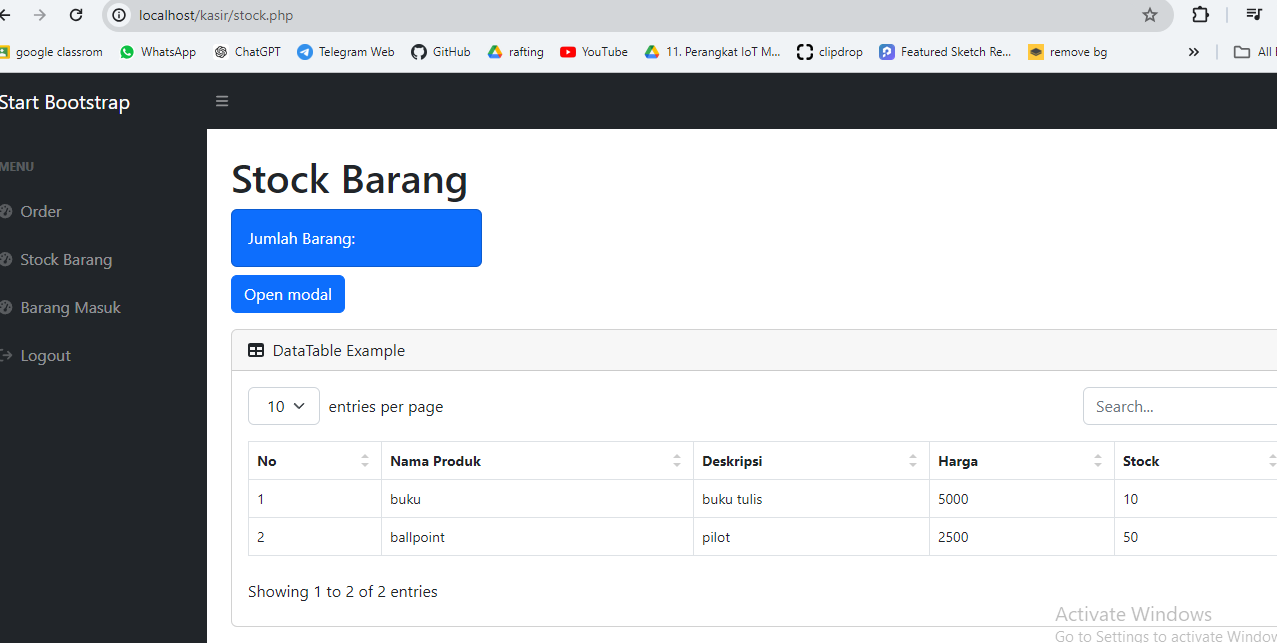 localhost/kasir/stock.php
google classrom WhatsApp ChatGPT Telegram Web GitHub rafting YouTube 11. Perangkat IoT M... clipdrop Featured Sketch Re... remove bg » All
Start Bootstrap
MENU
Order
Stock Barang
Barang Masuk
Logout
Stock Barang
Jumlah Barang:
Open modal
DataTable Example
10 entries per page Search...
No Nama Produk Deskripsi Harga Stock
1 buku buku tulis 5000 10
2 ballpoint pilot 2500 50
Showing 1 to 2 of 2 entries
Activate Windows
Go to Settings to activate Window